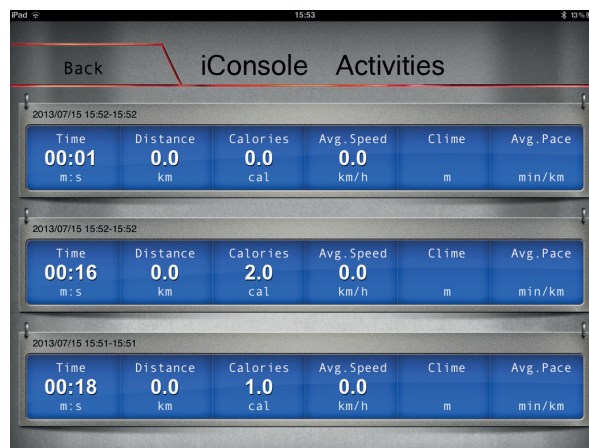 iPad 15:53 13%
Back iConsole Activities
2013/07/15 15:52-15:52
Time Distance Calories Avg.Speed Clime Avg.Pace
00:01 0.0 0.0 0.0
m:s km cal km/h m min/km
2013/07/15 15:52-15:52
Time Distance Calories Avg.Speed Clime Avg.Pace
00:16 0.0 2.0 0.0
m:s km cal km/h m min/km
2013/07/15 15:51-15:51
Time Distance Calories Avg.Speed Clime Avg.Pace
00:18 0.0 1.0 0.0
m:s km cal km/h m min/km